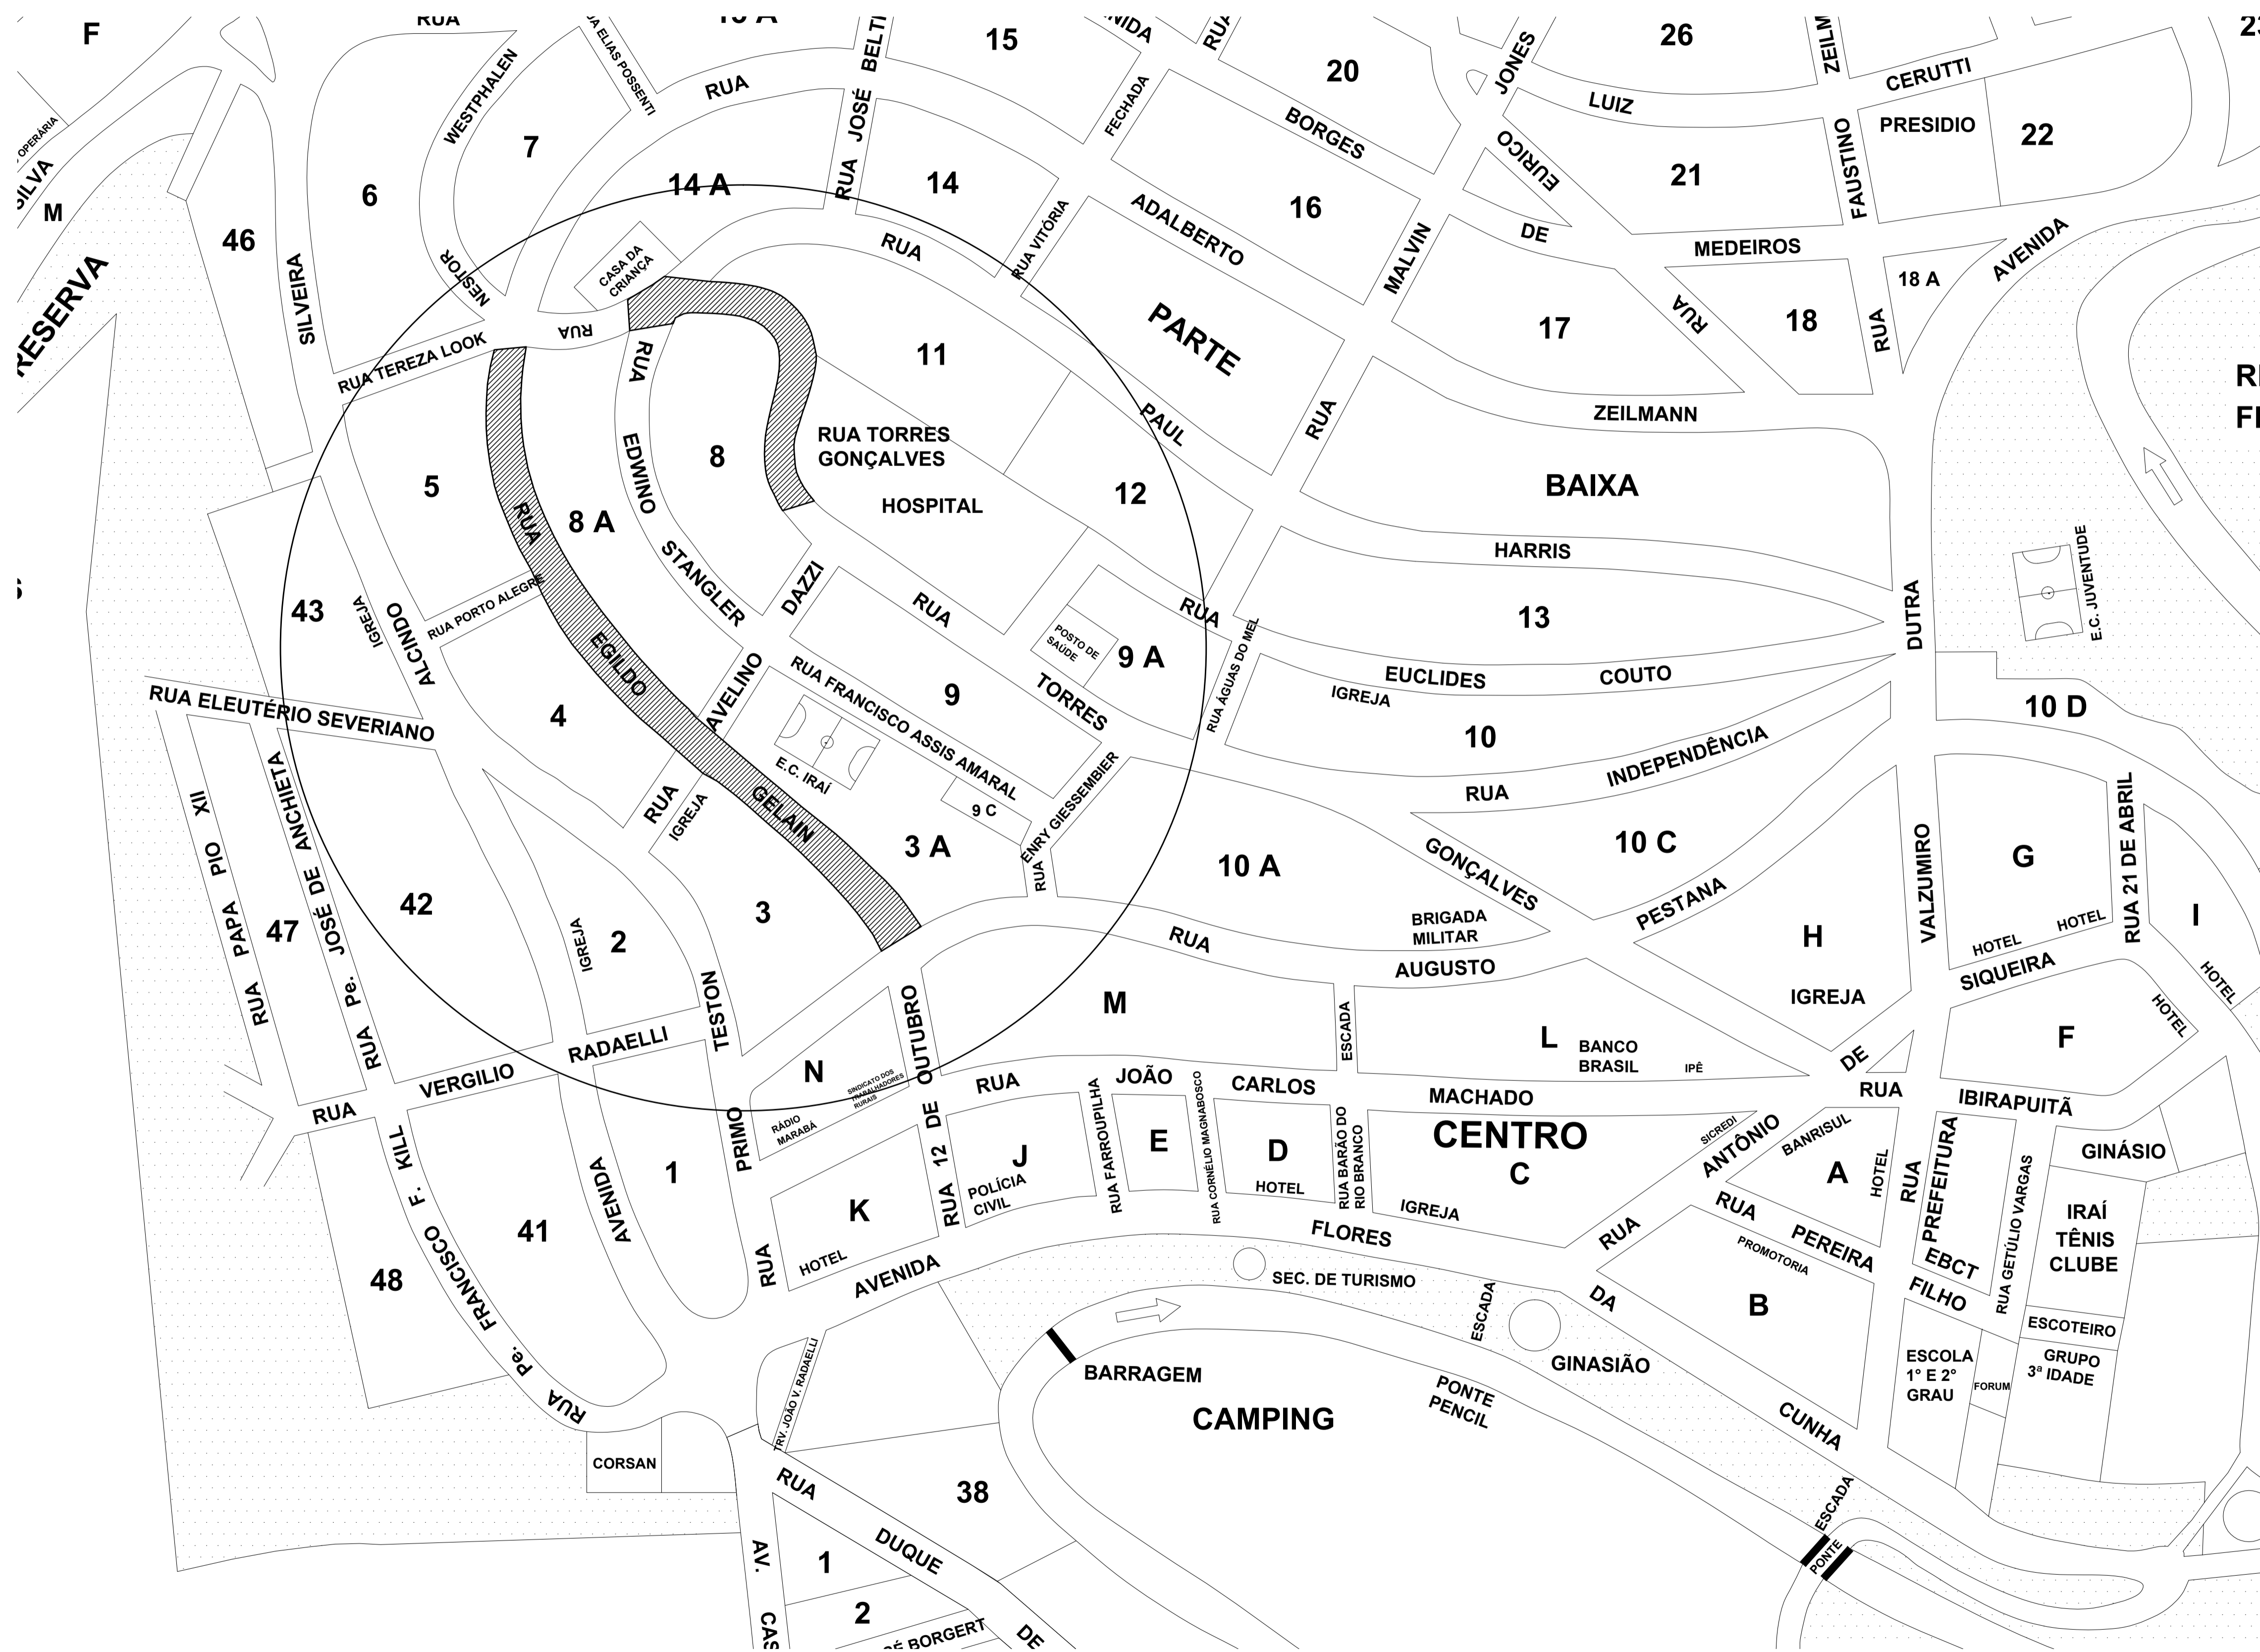 F
RUA
15
20
26
NIDA
RUA
JONES
ZEILM
CERUTTI
OPERÁRIA
SILVA
M
RESERVA
46
SILVEIRA
6
WESTPHALEN
NESTOR
7
RUA ELIAS POSSENTI
RUA
RUA JOSÉ BELTI
14 A
14
FECHADA
BORGES
LUIZ
EURICO
PRESIDIO
22
21
FAUSTINO
16
ADALBERTO
RUA VITÓRIA
RUA
CASA DA
CRIANÇA
RUA TEREZA LOOK
RUA
MALVIN
DE
MEDEIROS
AVENIDA
18 A
18
17
RUA
RUA
PARTE
RUA
ZEILMANN
PAUL
11
RUA
EDWINO
STANGLER
8
RUA TORRES
GONÇALVES
HOSPITAL
12
BAIXA
HARRIS
5
RUA
EGILDO
GELAIN
8 A
43
IGREJA
ALCINDO
RUA PORTO ALEGRE
DAZZI
AVELINO
RUA
RUA
TORRES
POSTO DE
SAÚDE
9 A
RUA
RUA ÁGUAS DO MEL
13
EUCLIDES
COUTO
IGREJA
DUTRA
E.C. JUVENTUDE
10 D
RUA ELEUTÉRIO SEVERIANO
4
RUA FRANCISCO ASSIS AMARAL
9
E.C. IRAÍ
9 C
3 A
RUA ENRY GIESSEMBIER
10
RUA
INDEPENDÊNCIA
IGREJA
RUA PAPA PIO XII
RUA Pe. JOSÉ DE ANCHIETA
47
42
IGREJA
2
3
10 A
GONÇALVES
10 C
PESTANA
VALZUMIRO
G
RUA 21 DE ABRIL
I
HOTEL
HOTEL
HOTEL
BRIGADA
MILITAR
RUA
AUGUSTO
H
IGREJA
SIQUEIRA
HOTEL
F
M
ESCADA
L
BANCO
BRASIL
IPÊ
DE
RUA
IBIRAPUITÃ
TESTON
RADAELLI
VERGILIO
RUA
N
SINDICATO DOS
TRABALHADORES
RURAIS
RÁDIO
MARABÁ
RUA 12 DE OUTUBRO
RUA
JOÃO
CARLOS
MACHADO
CENTRO
C
IGREJA
SICREDI
ANTÔNIO
RUA
BANRISUL
A
HOTEL
RUA
PREFEITURA
EBCT
RUA GETÚLIO VARGAS
GINÁSIO
IRAÍ
TÊNIS
CLUBE
PRIMO
RUA
1
K
HOTEL
J
POLÍCIA
CIVIL
RUA FARROUPILHA
E
RUA CORNÉLIO MAGNABOSCO
D
HOTEL
RUA BARÃO DO
RIO BRANCO
AVENIDA
FLORES
DA
CUNHA
RUA
PEREIRA
FILHO
PROMOTORIA
B
48
RUA Pe. FRANCISCO F. KILL
41
AVENIDA
SEC. DE TURISMO
ESCADA
GINASIÃO
ESCOLA
1° E 2°
GRAU
FORUM
ESCOTEIRO
GRUPO
3ª IDADE
BARRAGEM
CAMPING
PONTE
PENCIL
TRV. JOÃO V. RADAELLI
CORSAN
RUA
DUQUE
DE
38
AV.
CAS
1
2
SÉ BORGERT
ESCADA
PONTE